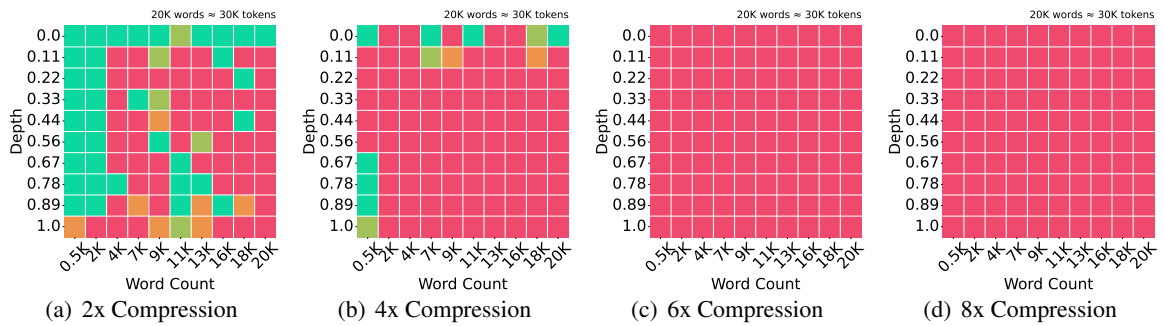 20K words ≈ 30K tokens
0.0
0.11
0.22
0.33
0.44
0.56
0.67
0.78
0.89
1.0
Depth
0.5K 2K 4K 7K 9K 11K 13K 16K 18K 20K
Word Count
(a) 2x Compression
20K words ≈ 30K tokens
0.0
0.11
0.22
0.33
0.44
0.56
0.67
0.78
0.89
1.0
Depth
0.5K 2K 4K 7K 9K 11K 13K 16K 18K 20K
Word Count
(b) 4x Compression
20K words ≈ 30K tokens
0.0
0.11
0.22
0.33
0.44
0.56
0.67
0.78
0.89
1.0
Depth
0.5K 2K 4K 7K 9K 11K 13K 16K 18K 20K
Word Count
(c) 6x Compression
20K words ≈ 30K tokens
0.0
0.11
0.22
0.33
0.44
0.56
0.67
0.78
0.89
1.0
Depth
0.5K 2K 4K 7K 9K 11K 13K 16K 18K 20K
Word Count
(d) 8x Compression